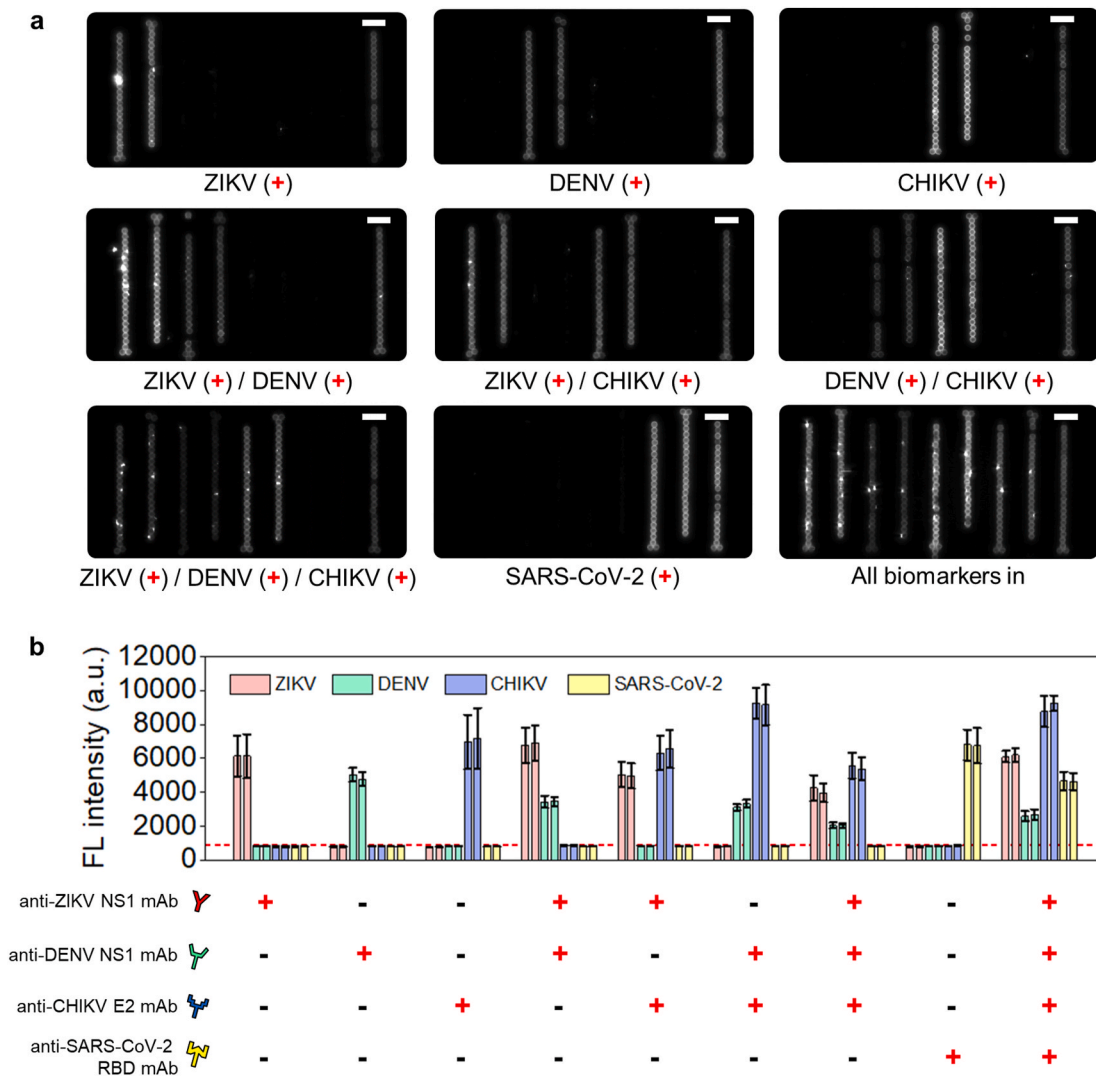 a
ZIKV (+)
DENV (+)
CHIKV (+)
ZIKV (+) / DENV (+)
ZIKV (+) / CHIKV (+)
DENV (+) / CHIKV (+)
ZIKV (+) / DENV (+) / CHIKV (+)
SARS-CoV-2 (+)
All biomarkers in
b
FL intensity (a.u.)
12000
10000
8000
6000
4000
2000
0
ZIKV
DENV
CHIKV
SARS-CoV-2
anti-ZIKV NS1 mAb + - - + + - + - +
anti-DENV NS1 mAb - + - + - + + - +
anti-CHIKV E2 mAb - - + - + + + - +
anti-SARS-CoV-2
RBD mAb - - - - - - - + +